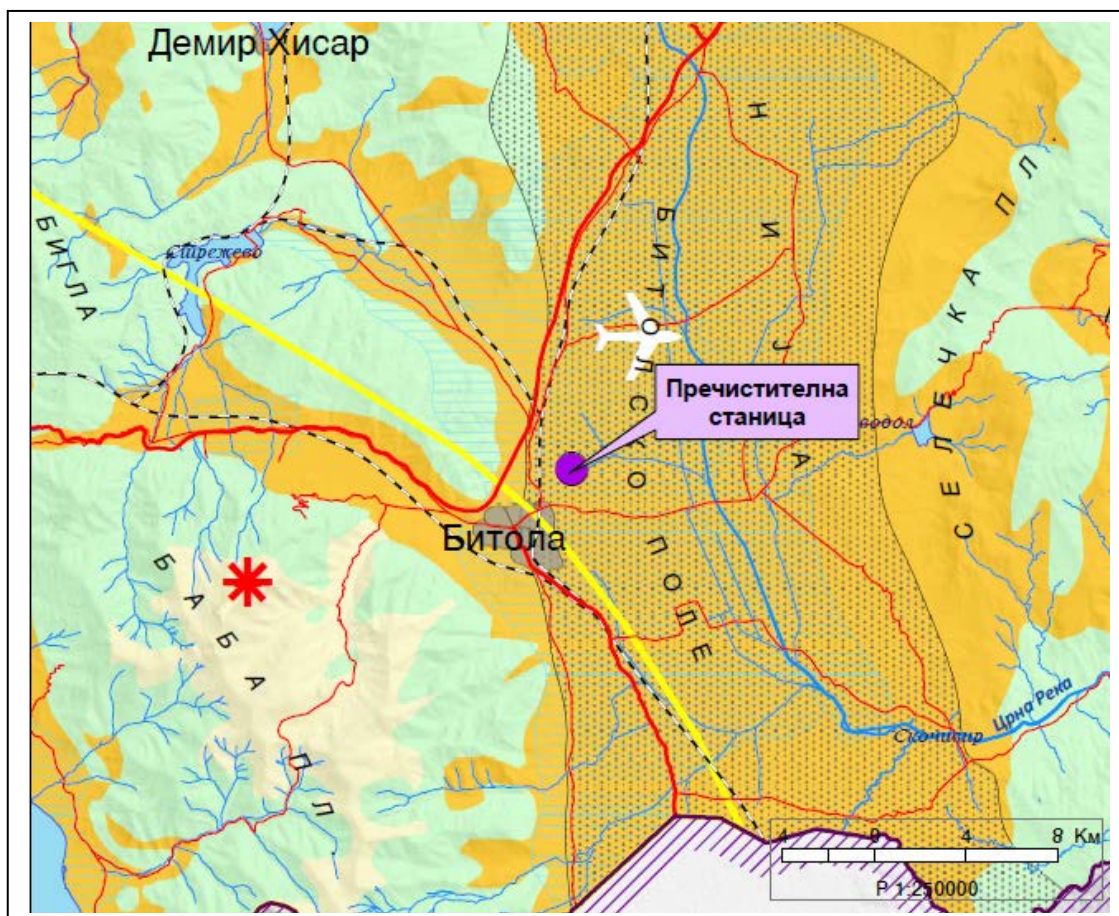 Демир Хисар
БИГЛА
Стрежево
БИТОЛСКО ПОЛЕ
СЕЛЕЧКА ПЛ.
Пречистителна
станица
Битола
БАБА ПЛ
Скочивир
Црна Река
4 0 4 8 Км
Р 1:250000